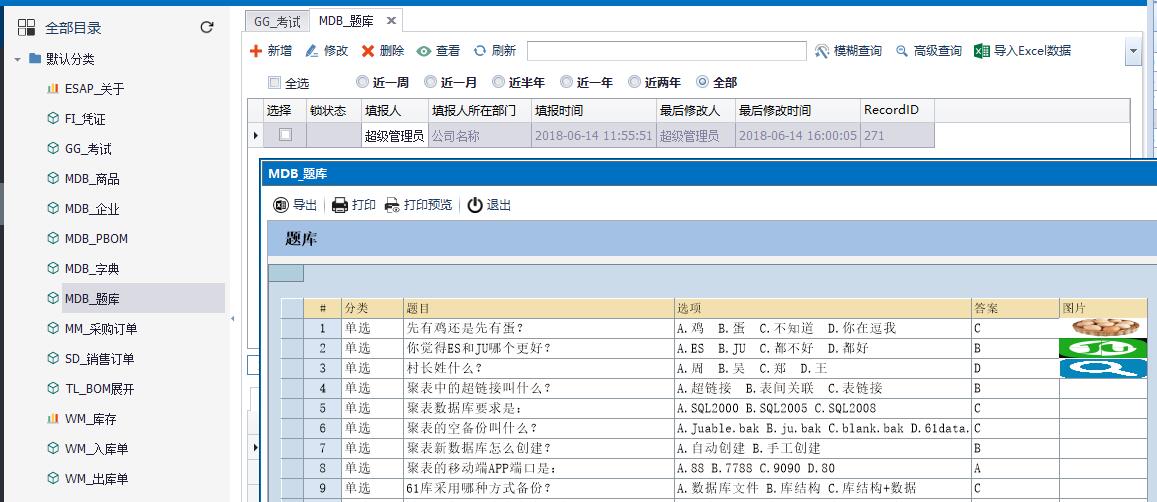 全部目录
默认分类
ESAP_关于
FI_凭证
GG_考试
MDB_商品
MDB_企业
MDB_PBOM
MDB_字典
MDB_题库
MM_采购订单
SD_销售订单
TL_BOM展开
WM_库存
WM_入库单
WM_出库单
GG_考试 MDB_题库
新增 修改 删除 查看 刷新 模糊查询 高级查询 导入Excel数据
全选 近一周 近一月 近半年 近一年 近两年 全部
选择 锁状态 填报人 填报人所在部门 填报时间 最后修改人 最后修改时间 RecordID
超级管理员 公司名称 2018-06-14 11:55:51 超级管理员 2018-06-14 16:00:05 271
MDB_题库
导出 打印 打印预览 退出
题库
# 分类 题目 选项 答案 图片
1 单选 先有鸡还是先有蛋? A.鸡 B.蛋 C.不知道 D.你在逗我 C
2 单选 你觉得ES和JU哪个更好? A.ES B.JU C.都不好 D.都好 B
3 单选 村长姓什么? A.周 B.吴 C.郑 D.王 D
4 单选 聚表中的超链接叫什么? A.超链接 B.表间关联 C.表链接 B
5 单选 聚表数据库要求是: A.SQL2000 B.SQL2005 C.SQL2008 C
6 单选 聚表的空备份叫什么? A.Juable.bak B.ju.bak C.blank.bak D.61data. C
7 单选 聚表新数据库怎么创建? A.自动创建 B.手工创建 B
8 单选 聚表的移动端APP端口是: A.88 B.7788 C.9090 D.80 A
9 单选 61库采用哪种方式备份? A.数据库文件 B.库结构 C.库结构+数据 C